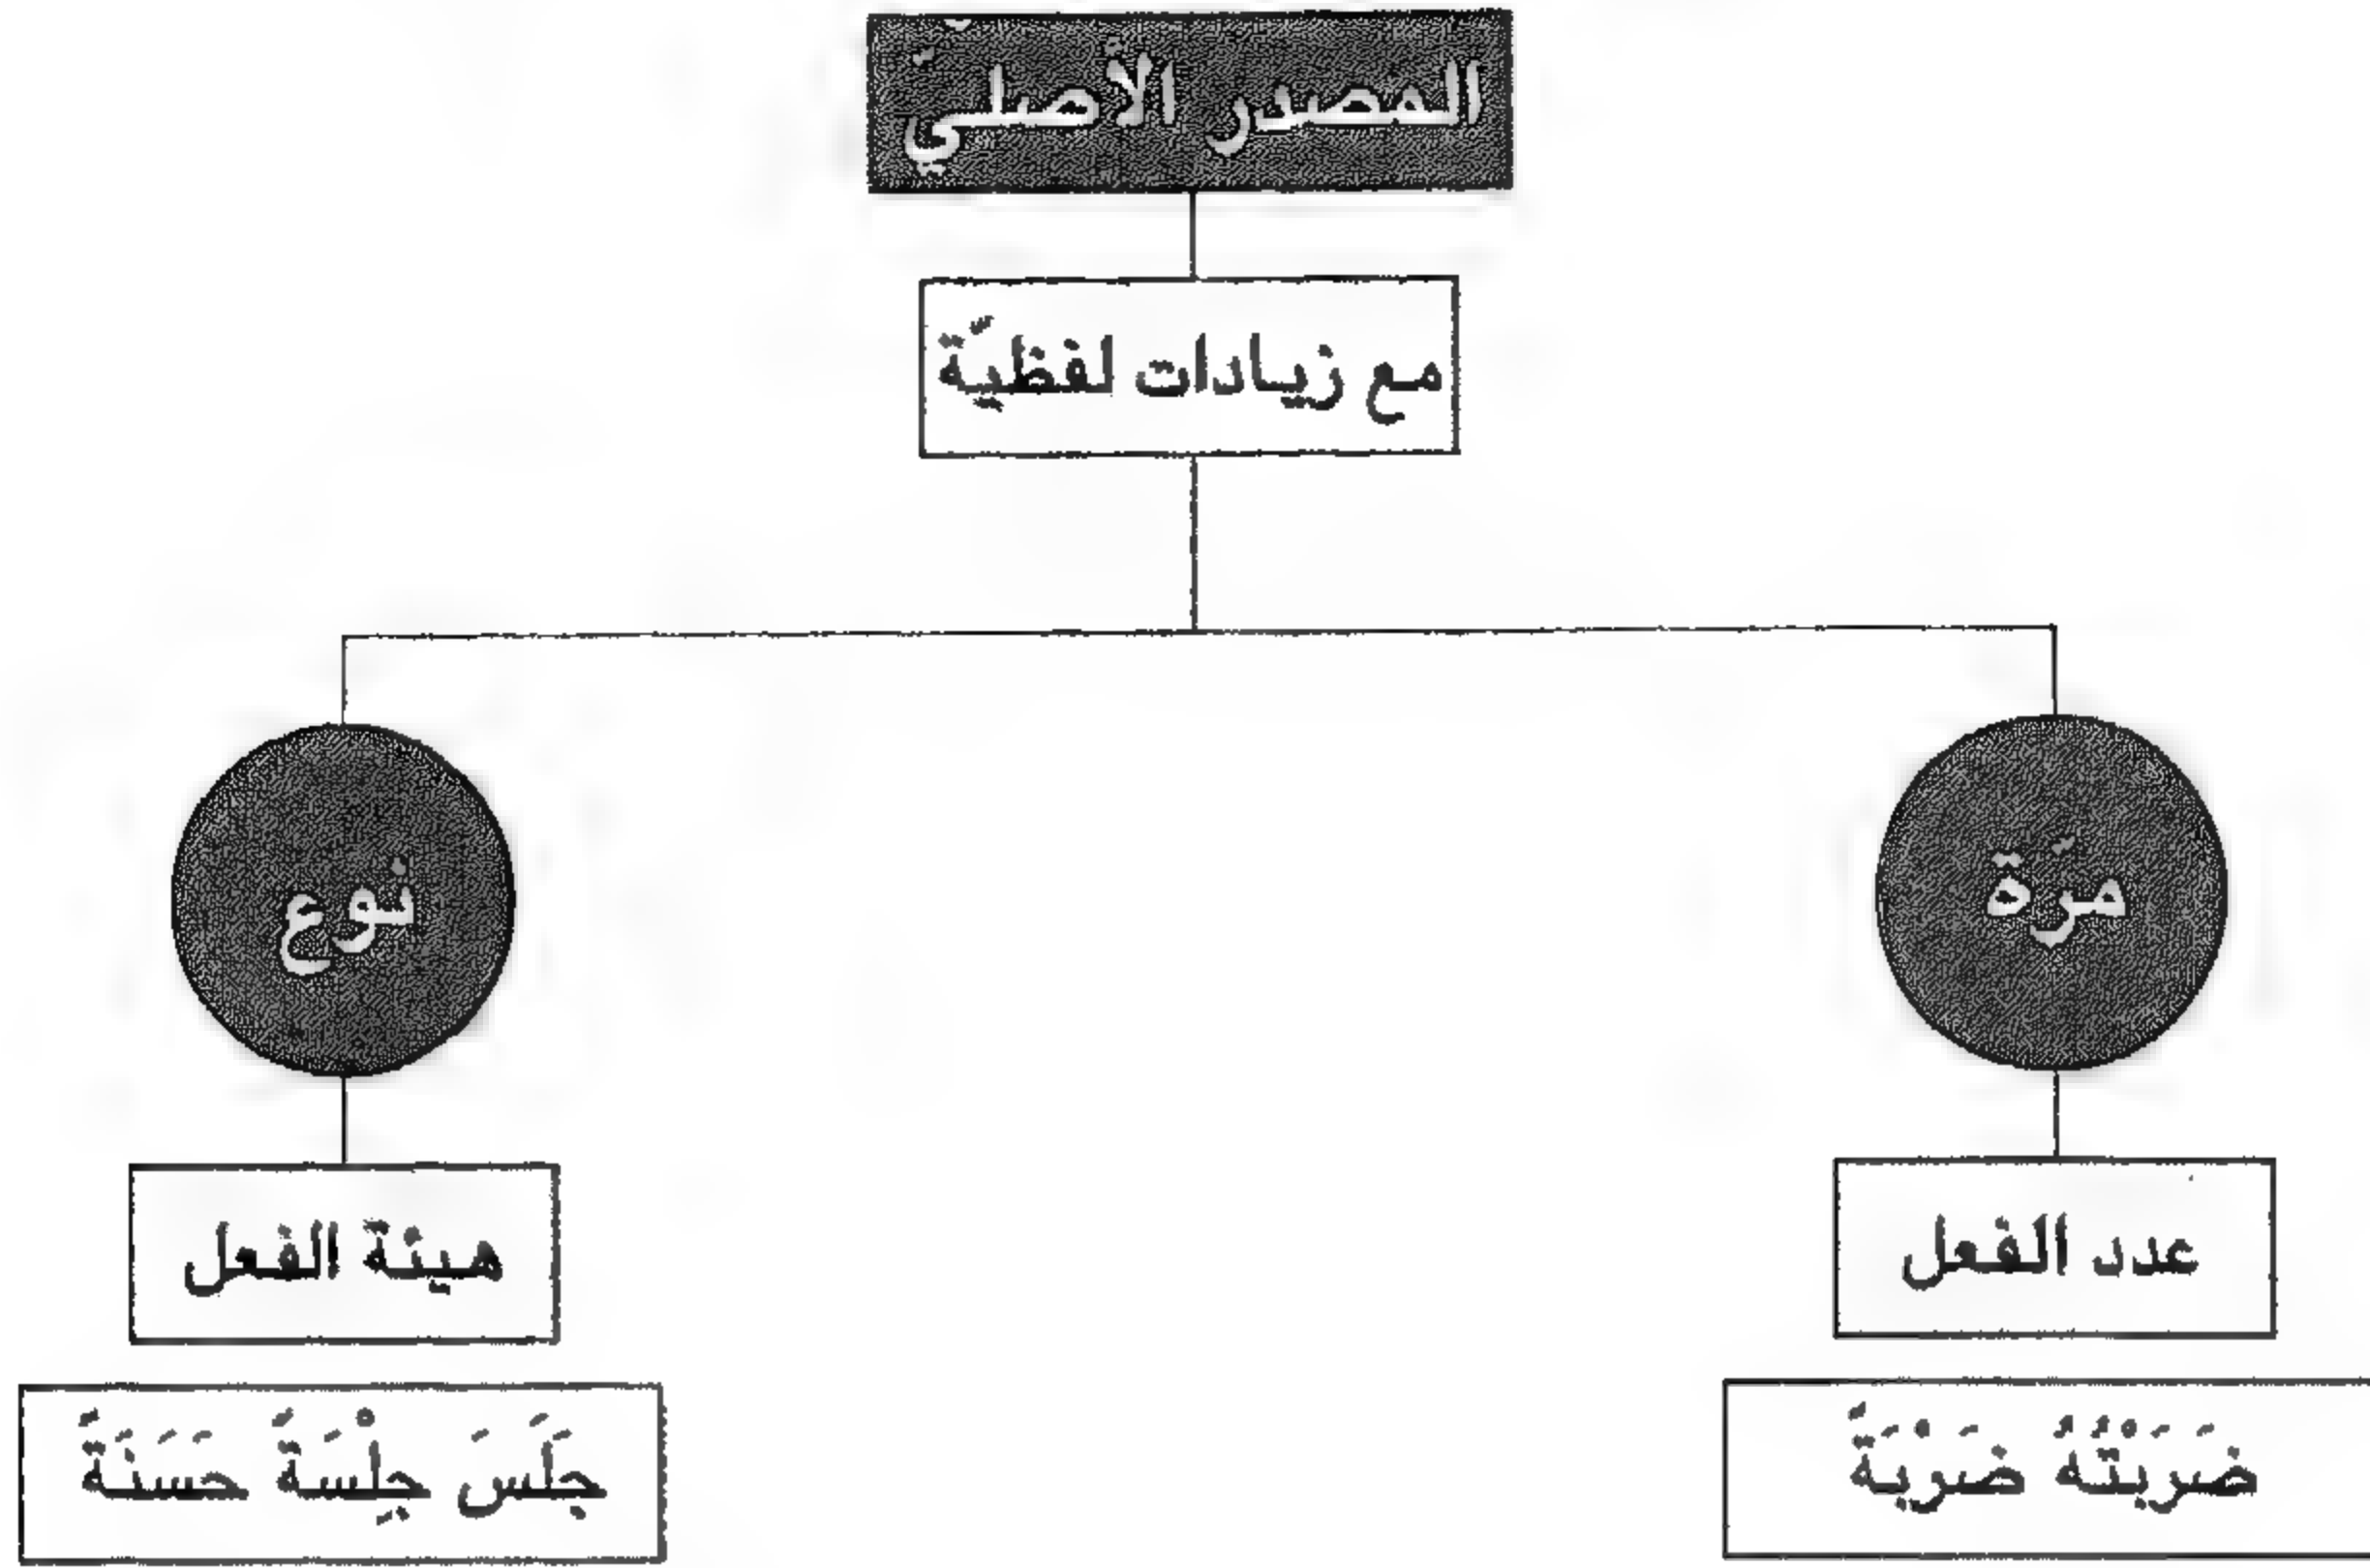 المصدر الأصليّ
مع زيادات لفظيّة
مرّة
نوع
عدد الفعل
هيئة الفعل
ضَرَبْتُهُ ضَرْبَةً
جَلَسَ جِلْسَةً حَسَنَةً